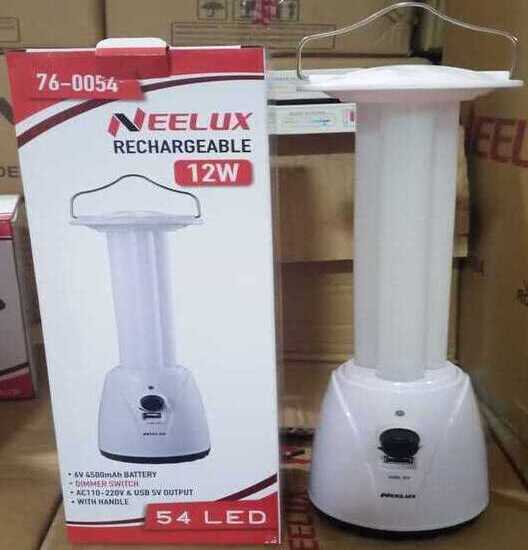 76-0054
NEELUX
RECHARGEABLE
12W
• 6V 4500mAh BATTERY
• DIMMER SWITCH
• AC110-220V & USB 5V OUTPUT
• WITH HANDLE
54 LED
NEELUX
NEELUX